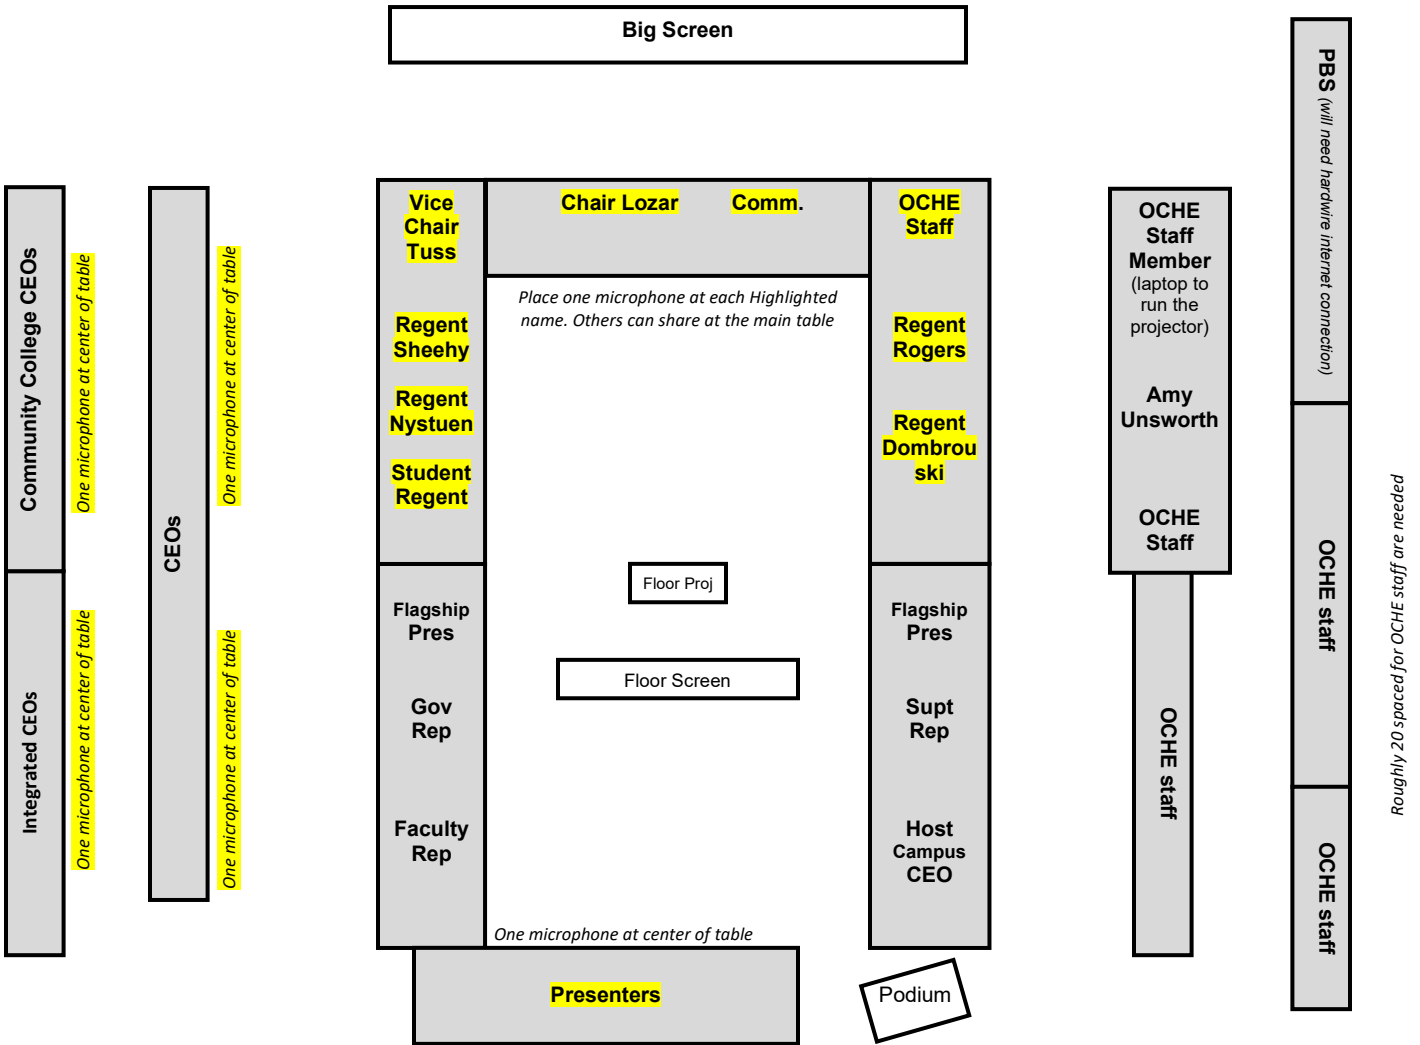 Big Screen
Community College CEOs
One microphone at center of table
Integrated CEOs
One microphone at center of table
CEOs
One microphone at center of table
One microphone at center of table
Vice
Chair
Tuss
Regent
Sheehy
Regent
Nystuen
Student
Regent
Flagship
Pres
Gov
Rep
Faculty
Rep
Chair Lozar
Comm.
Place one microphone at each Highlighted
name. Others can share at the main table
Floor Proj
Floor Screen
One microphone at center of table
Presenters
OCHE
Staff
Regent
Rogers
Regent
Dombrou
ski
Flagship
Pres
Supt
Rep
Host
Campus
CEO
Podium
OCHE
Staff
Member
(laptop to
run the
projector)
Amy
Unsworth
OCHE
Staff
OCHE staff
PBS (will need hardwire internet connection)
OCHE staff
OCHE staff
Roughly 20 spaced for OCHE staff are needed